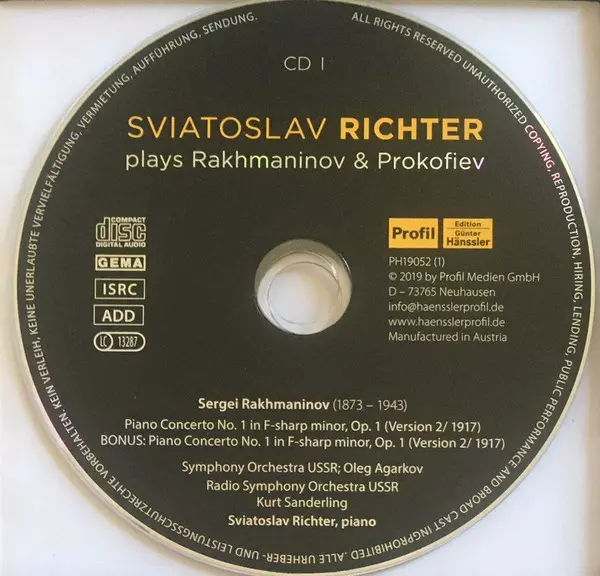 CD 1
SVIATOSLAV RICHTER
plays Rakhmaninov & Prokofiev
COMPACT
disc
DIGITAL AUDIO
GEMA
ISRC
ADD
LC 13287
Profil
Edition
Günter
Hänssler
PH19052 (1)
© 2019 by Profil Medien GmbH
D – 73765 Neuhausen
info@haensslerprofil.de
www.haensslerprofil.de
Manufactured in Austria
Sergei Rakhmaninov (1873 – 1943)
Piano Concerto No. 1 in F-sharp minor, Op. 1 (Version 2/ 1917)
BONUS: Piano Concerto No. 1 in F-sharp minor, Op. 1 (Version 2/ 1917)
Symphony Orchestra USSR; Oleg Agarkov
Radio Symphony Orchestra USSR
Kurt Sanderling
Sviatoslav Richter, piano
ALL RIGHTS RESERVED UNAUTHORIZED COPYING, REPRODUCTION, HIRING, LENDING, PUBLIC PERFORMANCE AND BROAD CAST INGPROHIBITED. ALLE URHEBER- UND LEISTUNGSSCHUTZRECHTE VORBEHALTEN. KEIN VERLEIH, KEINE UNERLAUBTE VERVIELFÄLTIGUNG, VERMIETUNG, AUFFÜHRUNG, SENDUNG.